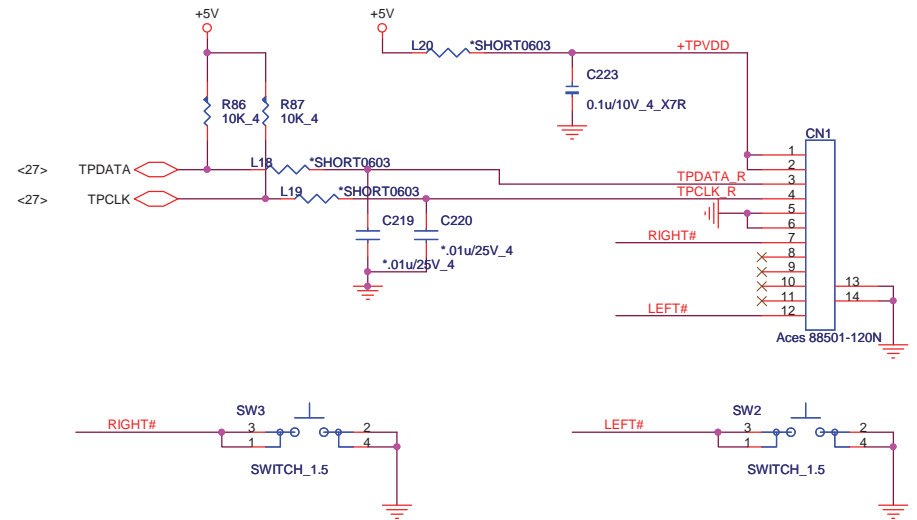 +5V
+5V
L20
*SHORT0603
+TPVDD
C223
0.1u/10V_4_X7R
R86
10K_4
R87
10K_4
CN1
<27>
TPDATA
L18
*SHORT0603
TPDATA_R
<27>
TPCLK
L19
*SHORT0603
TPCLK_R
1
2
3
4
5
6
7
8
9
10
11
12
13
14
RIGHT#
LEFT#
C219
*.01u/25V_4
C220
*.01u/25V_4
Aces 88501-120N
RIGHT#
SW3
3
1
2
4
SWITCH_1.5
LEFT#
SW2
3
1
2
4
SWITCH_1.5